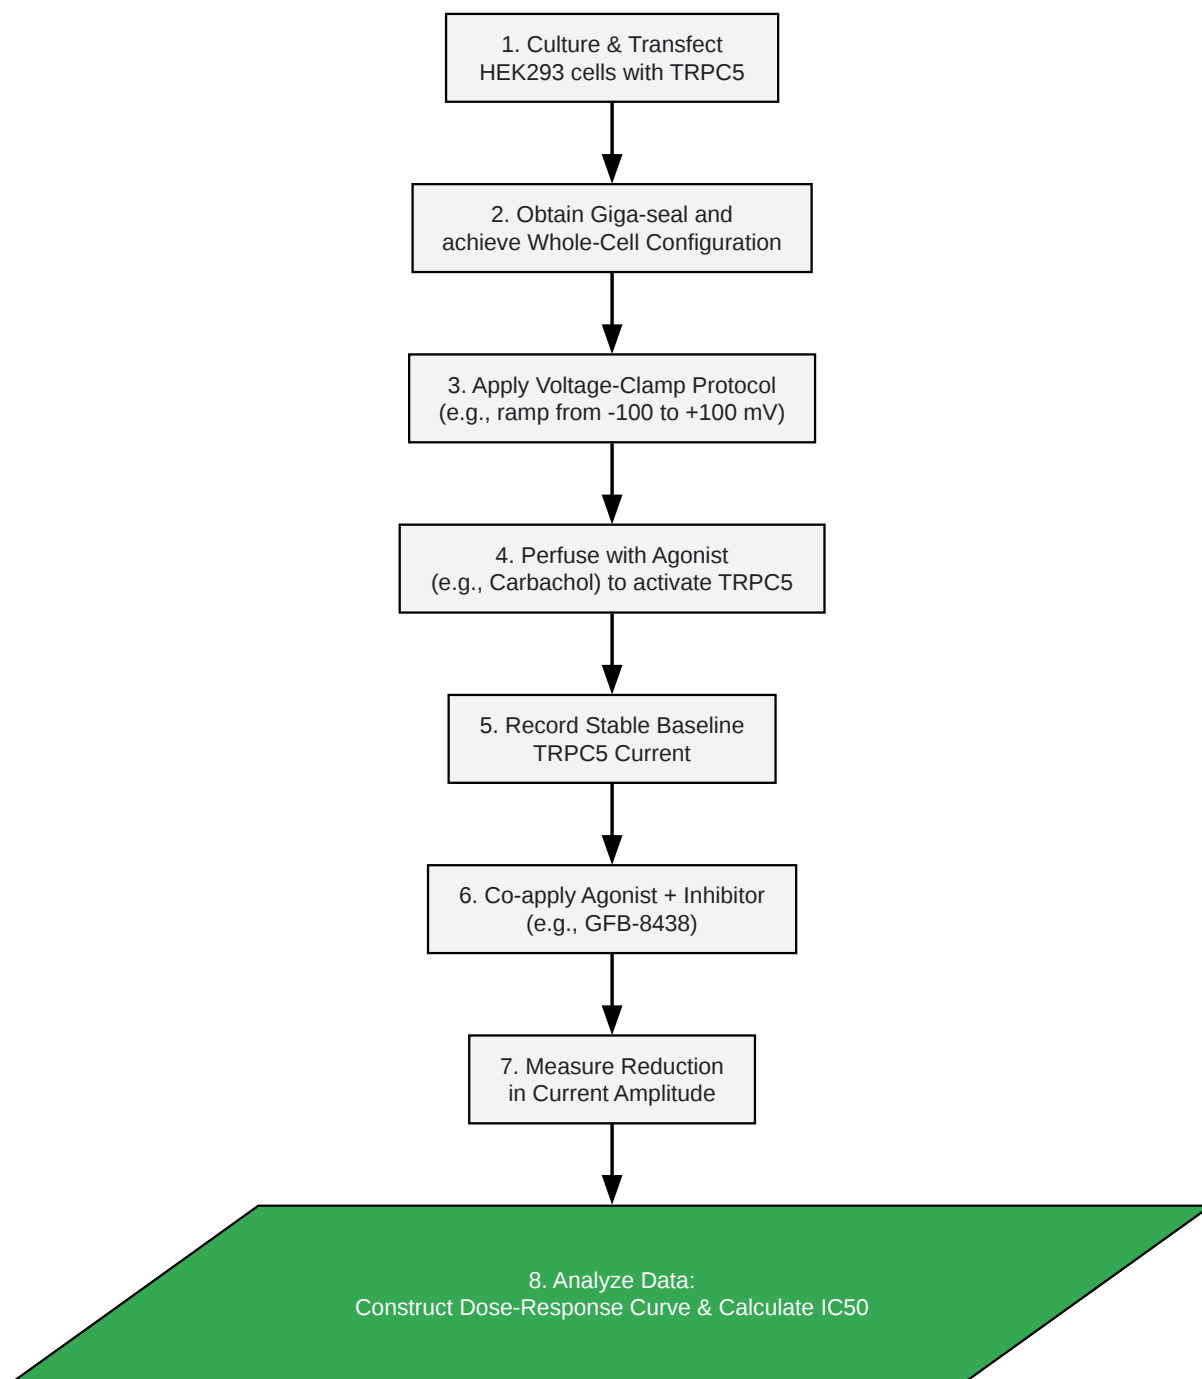 1. Culture & Transfect
HEK293 cells with TRPC5
2. Obtain Giga-seal and
achieve Whole-Cell Configuration
3. Apply Voltage-Clamp Protocol
(e.g., ramp from -100 to +100 mV)
4. Perfuse with Agonist
(e.g., Carbachol) to activate TRPC5
5. Record Stable Baseline
TRPC5 Current
6. Co-apply Agonist + Inhibitor
(e.g., GFB-8438)
7. Measure Reduction
in Current Amplitude
8. Analyze Data:
Construct Dose-Response Curve & Calculate IC50